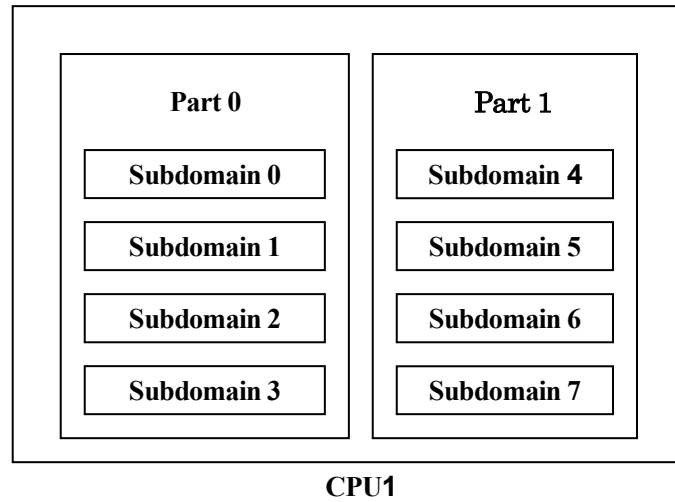 Part 0
Subdomain 0
Subdomain 1
Subdomain 2
Subdomain 3
Part 1
Subdomain 4
Subdomain 5
Subdomain 6
Subdomain 7
CPU1